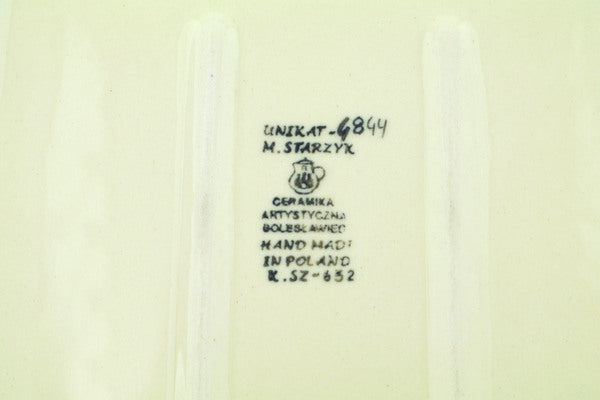 UNIKAT-4844
M. STARZYK
CERAMIKA
ARTYSTYCZNA
BOLESŁAWIEC
HAND MADE
IN POLAND
K.SZ-652